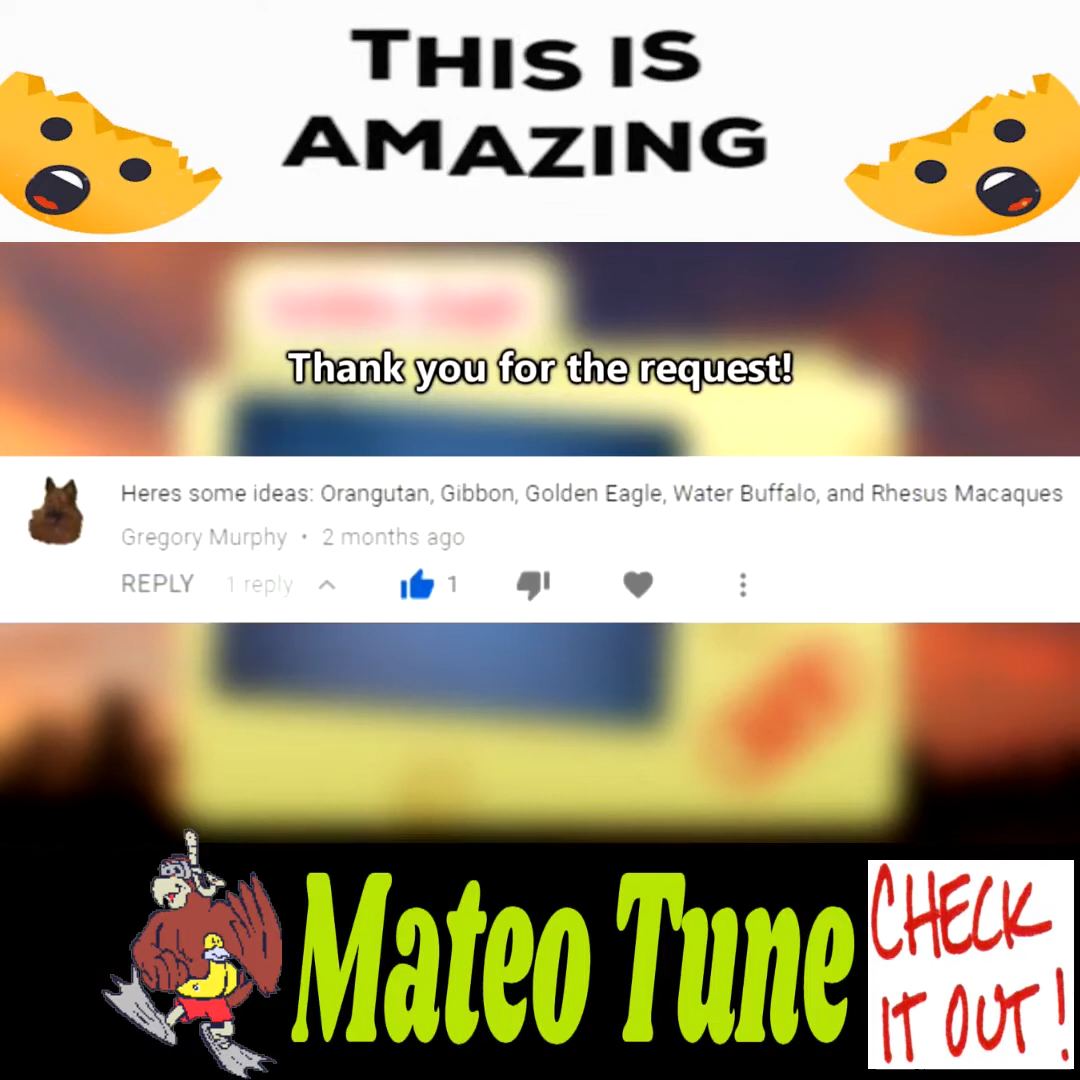 THIS IS
AMAZING
Thank you for the request!
Heres some ideas: Orangutan, Gibbon, Golden Eagle, Water Buffalo, and Rhesus Macaques
Gregory Murphy • 2 months ago
REPLY 1 reply 1
Mateo Tune
CHECK
IT OUT!